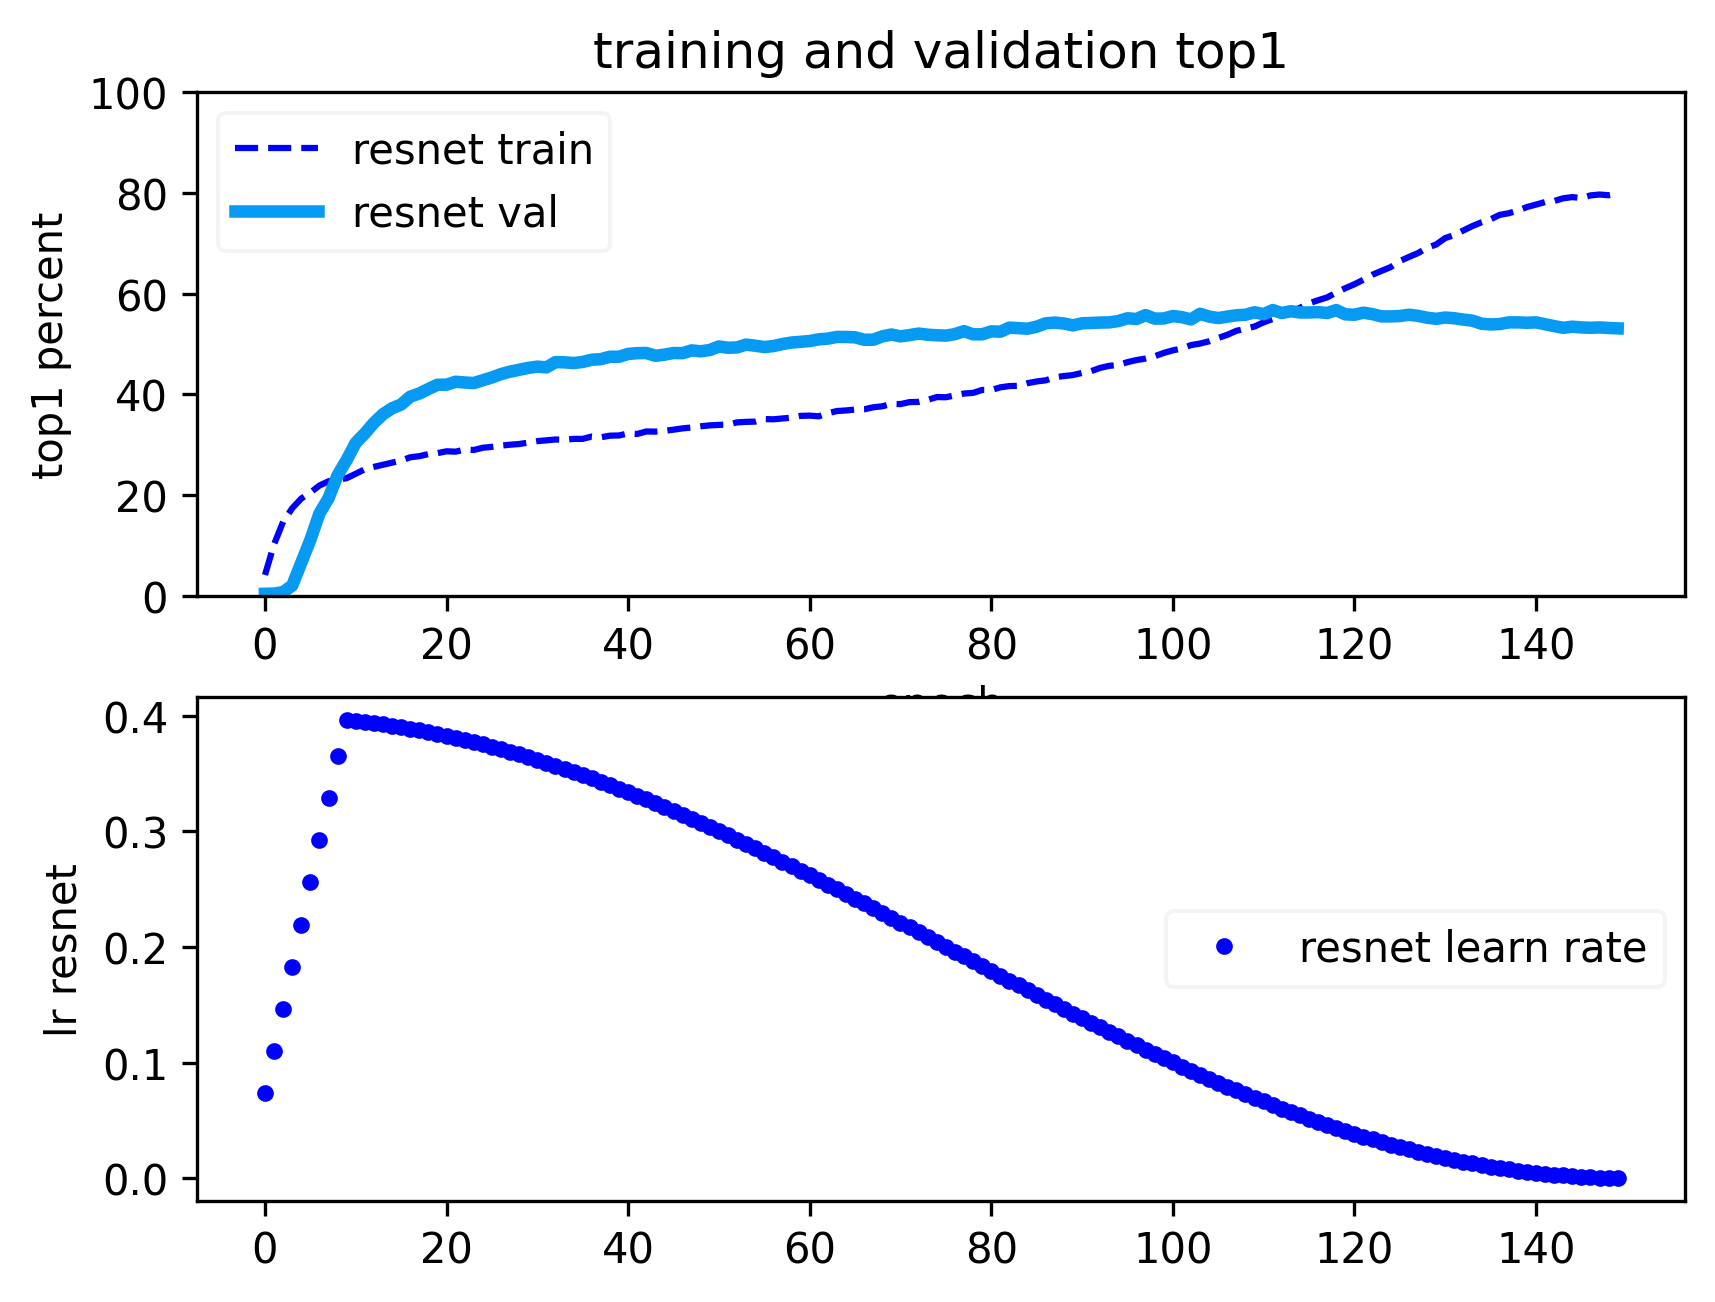 training and validation top1
100
80
60
40
20
0
top1 percent
resnet train
resnet val
0 20 40 60 80 100 120 140
0.4
0.3
0.2
0.1
0.0
lr resnet
resnet learn rate
0 20 40 60 80 100 120 140